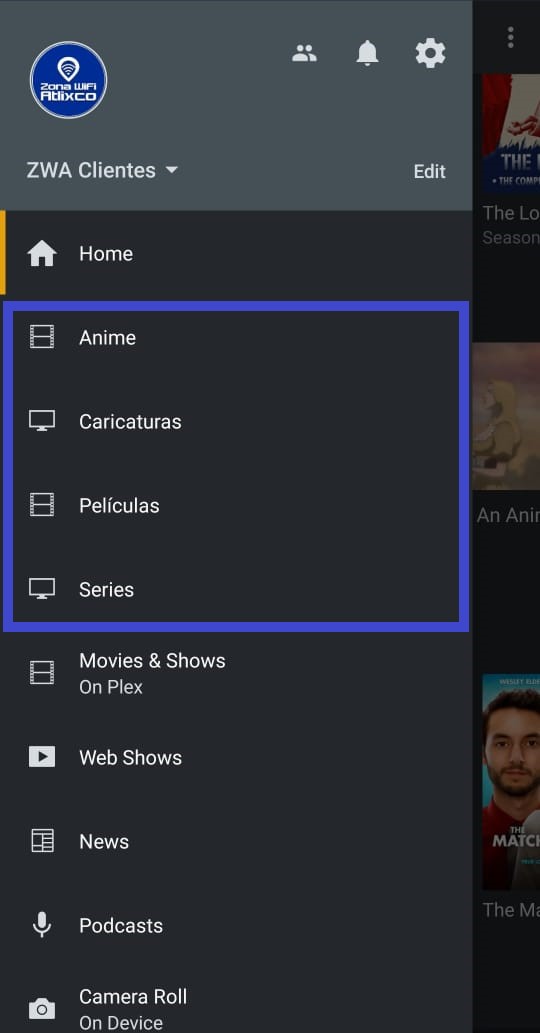 Zona WiFi
Atlixco
ZWA Clientes
Edit
Home
Anime
Caricaturas
Películas
Series
Movies & Shows
On Plex
Web Shows
News
Podcasts
Camera Roll
On Device
THE
• THE COMP
The Lo
Season
An Anin
WESLEY ELD
THE
MATCH
The Ma